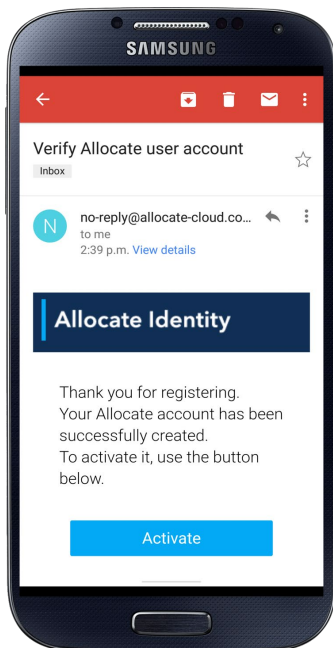 SAMSUNG
Verify Allocate user account
Inbox
N
no-reply@allocate-cloud.co...
to me
2:39 p.m. View details
Allocate Identity
Thank you for registering.
Your Allocate account has been
successfully created.
To activate it, use the button
below.
Activate